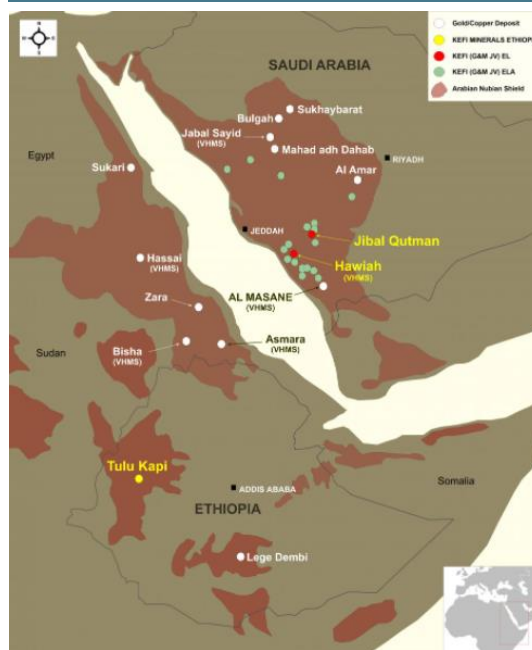 Gold/Copper Deposit
KEFI MINERALS ETHIOP
KEFI (G&M JV) EL
KEFI (G&M JV) ELA
Arabian Nubian Shield
SAUDI ARABIA
Sukhaybarat
Bulgah
Jabal Sayid
(VHMS)
Mahad adh Dahab
Egypt
RIYADH
Sukari
Al Amar
JEDDAH
Jibal Qutman
Hassai
(VHMS)
Hawiah
(VHMS)
AL MASANE
(VHMS)
Zara
Sudan
Bisha
(VHMS)
Asmara
(VHMS)
Tulu Kapi
ADDIS ABABA
Somalia
ETHIOPIA
Lege Dembi